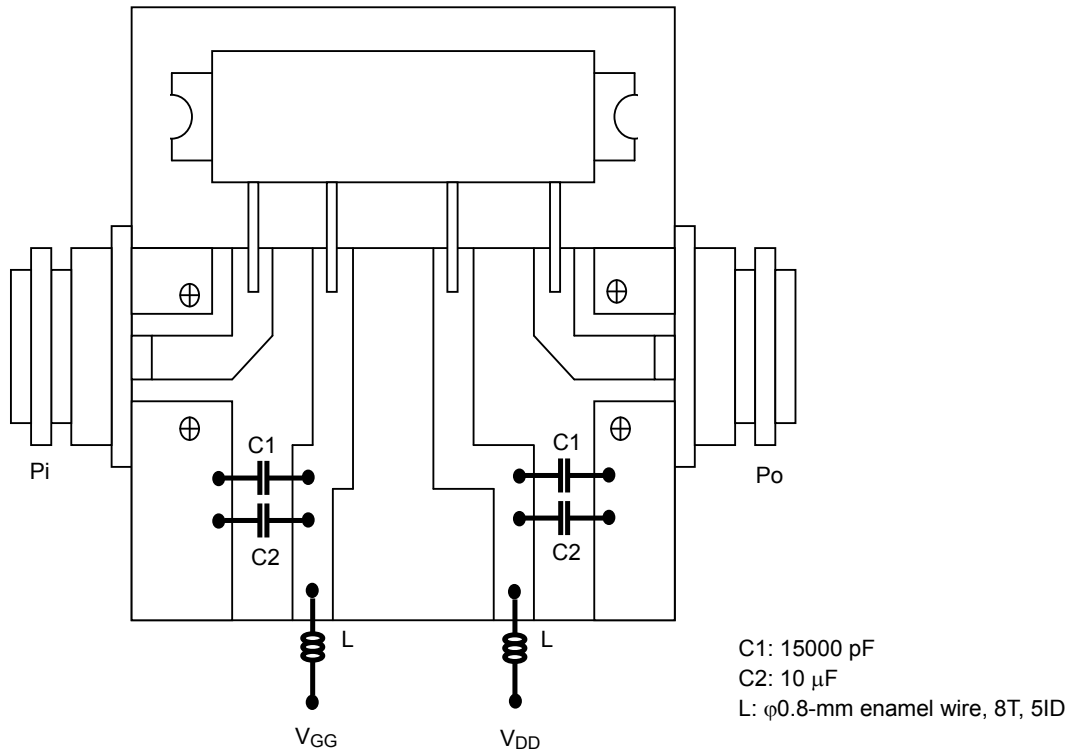 C1
C1
Pi
Po
C2
C2
L
L
VGG
VDD
C1: 15000 pF
C2: 10 μF
L: φ0.8-mm enamel wire, 8T, 5ID